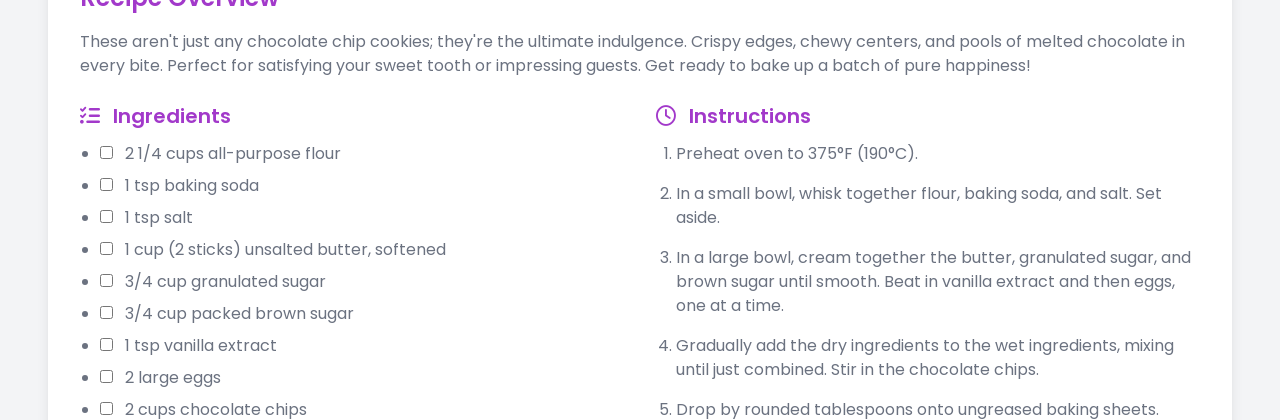 Recipe Overview
These aren't just any chocolate chip cookies; they're the ultimate indulgence. Crispy edges, chewy centers, and pools of melted chocolate in
every bite. Perfect for satisfying your sweet tooth or impressing guests. Get ready to bake up a batch of pure happiness!
Ingredients
2 1/4 cups all-purpose flour
1 tsp baking soda
1 tsp salt
1 cup (2 sticks) unsalted butter, softened
3/4 cup granulated sugar
3/4 cup packed brown sugar
1 tsp vanilla extract
2 large eggs
2 cups chocolate chips
Instructions
1. Preheat oven to 375°F (190°C).
2. In a small bowl, whisk together flour, baking soda, and salt. Set
aside.
3. In a large bowl, cream together the butter, granulated sugar, and
brown sugar until smooth. Beat in vanilla extract and then eggs,
one at a time.
4. Gradually add the dry ingredients to the wet ingredients, mixing
until just combined. Stir in the chocolate chips.
5. Drop by rounded tablespoons onto ungreased baking sheets.